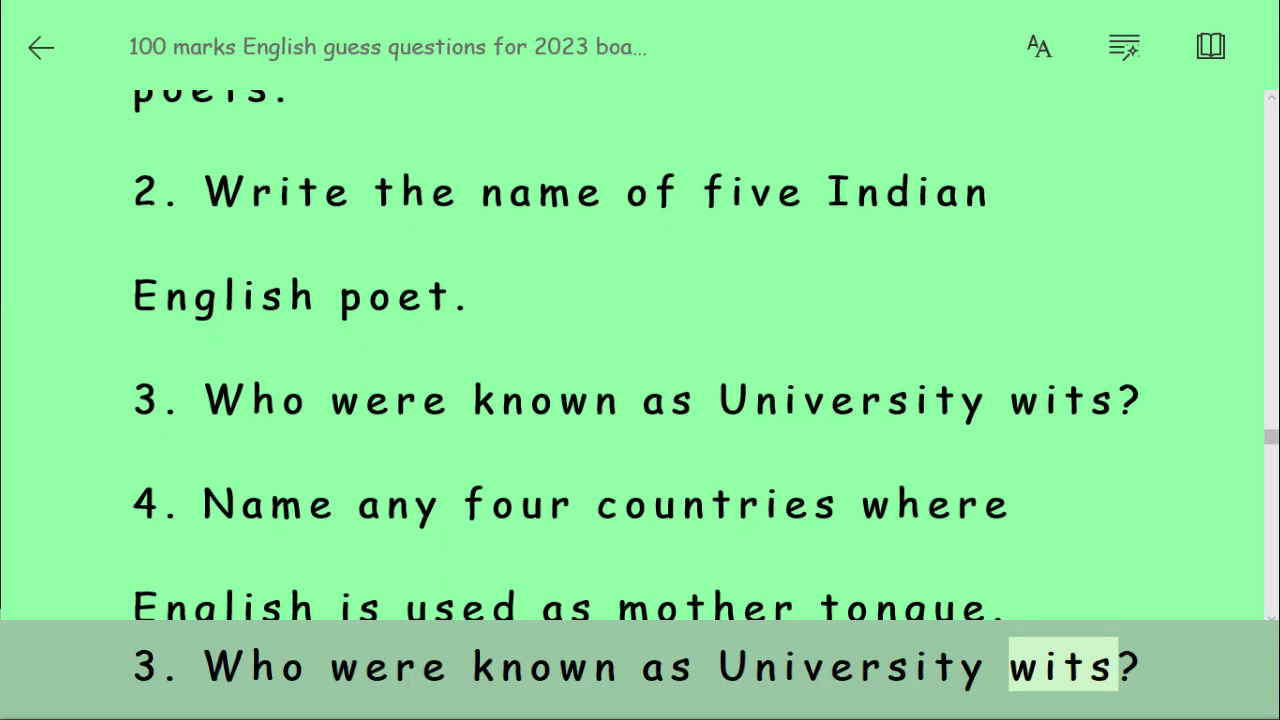 100 marks English guess questions for 2023 boa...
poets.
2. Write the name of five Indian
English poet.
3. Who were known as University wits?
4. Name any four countries where
English is used as mother tongue.
3. Who were known as University wits?